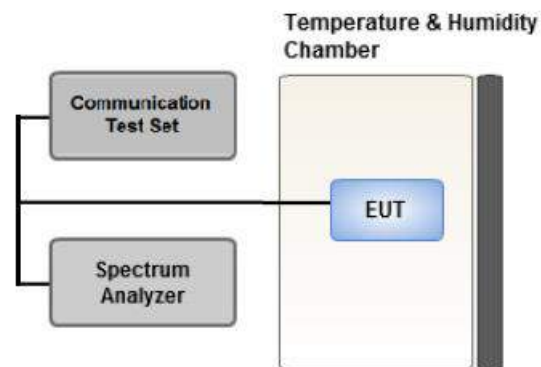 Temperature & Humidity
Chamber
Communication
Test Set
EUT
Spectrum
Analyzer